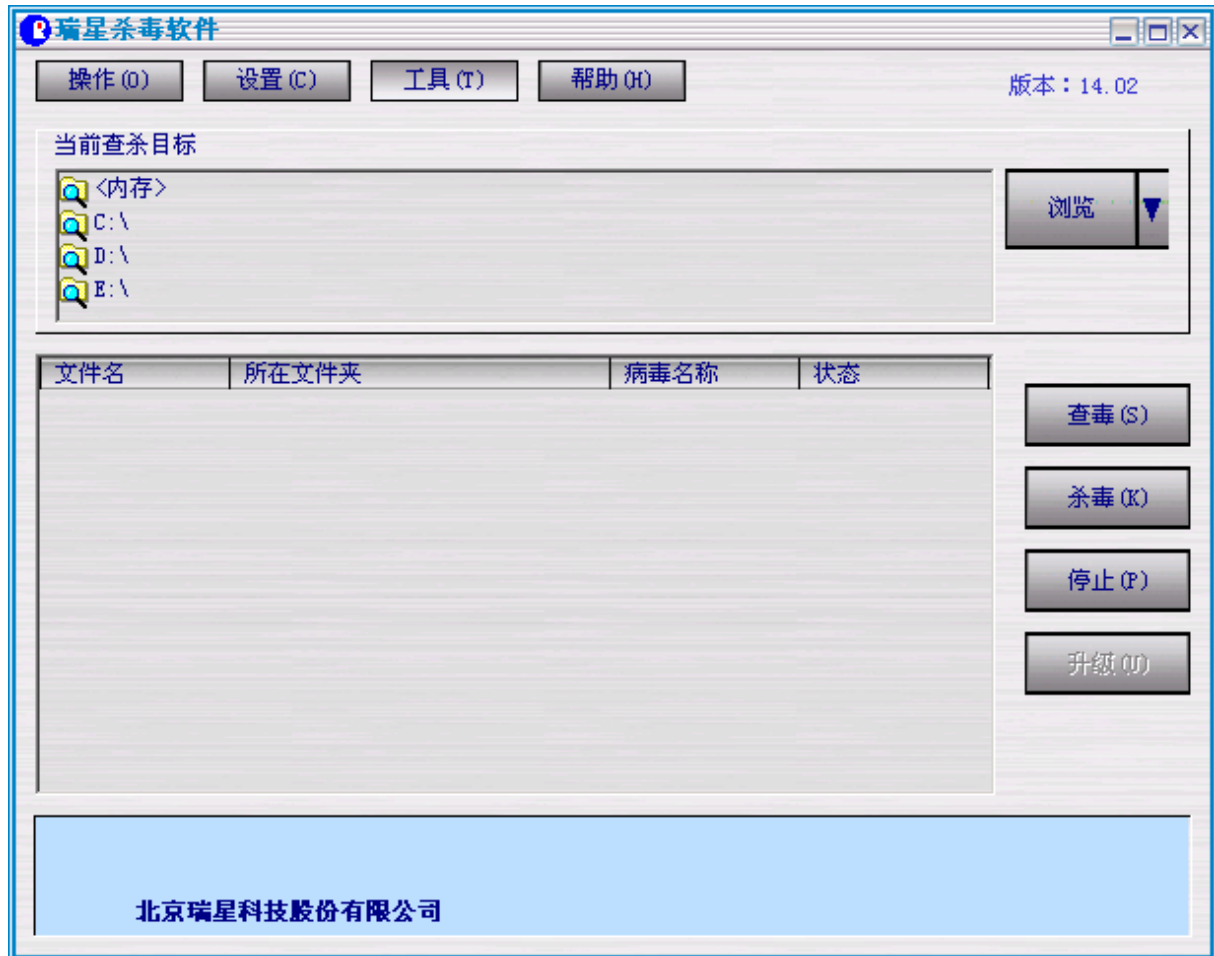 瑞星杀毒软件
操作(O) 设置(C) 工具(T) 帮助(H) 版本：14.02
当前查杀目标
<内存>
C:\
D:\
E:\
浏览
文件名 所在文件夹 病毒名称 状态
查毒(S)
杀毒(K)
停止(P)
升级(U)
北京瑞星科技股份有限公司